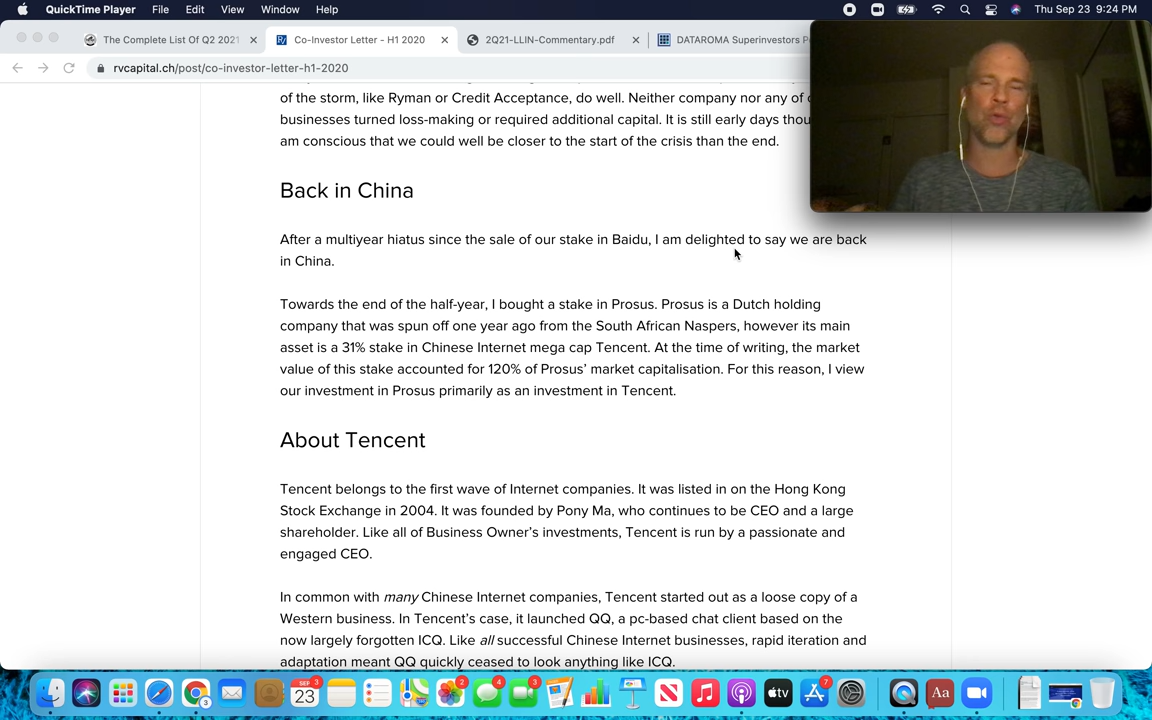 QuickTime Player File Edit View Window Help Thu Sep 23 9:24 PM
The Complete List Of Q2 2021 Co-Investor Letter - H1 2020 2Q21-LLIN-Commentary.pdf DATAROMA Superinvestors P
rvcapital.ch/post/co-investor-letter-h1-2020
of the storm, like Ryman or Credit Acceptance, do well. Neither company nor any of
businesses turned loss-making or required additional capital. It is still early days thou
am conscious that we could well be closer to the start of the crisis than the end.
Back in China
After a multiyear hiatus since the sale of our stake in Baidu, I am delighted to say we are back
in China.
Towards the end of the half-year, I bought a stake in Prosus. Prosus is a Dutch holding
company that was spun off one year ago from the South African Naspers, however its main
asset is a 31% stake in Chinese Internet mega cap Tencent. At the time of writing, the market
value of this stake accounted for 120% of Prosus’ market capitalisation. For this reason, I view
our investment in Prosus primarily as an investment in Tencent.
About Tencent
Tencent belongs to the first wave of Internet companies. It was listed in on the Hong Kong
Stock Exchange in 2004. It was founded by Pony Ma, who continues to be CEO and a large
shareholder. Like all of Business Owner’s investments, Tencent is run by a passionate and
engaged CEO.
In common with many Chinese Internet companies, Tencent started out as a loose copy of a
Western business. In Tencent’s case, it launched QQ, a pc-based chat client based on the
now largely forgotten ICQ. Like all successful Chinese Internet businesses, rapid iteration and
adaptation meant QQ quickly ceased to look anything like ICQ.
3 SEP 23 2 4 3 tv 7 Aa